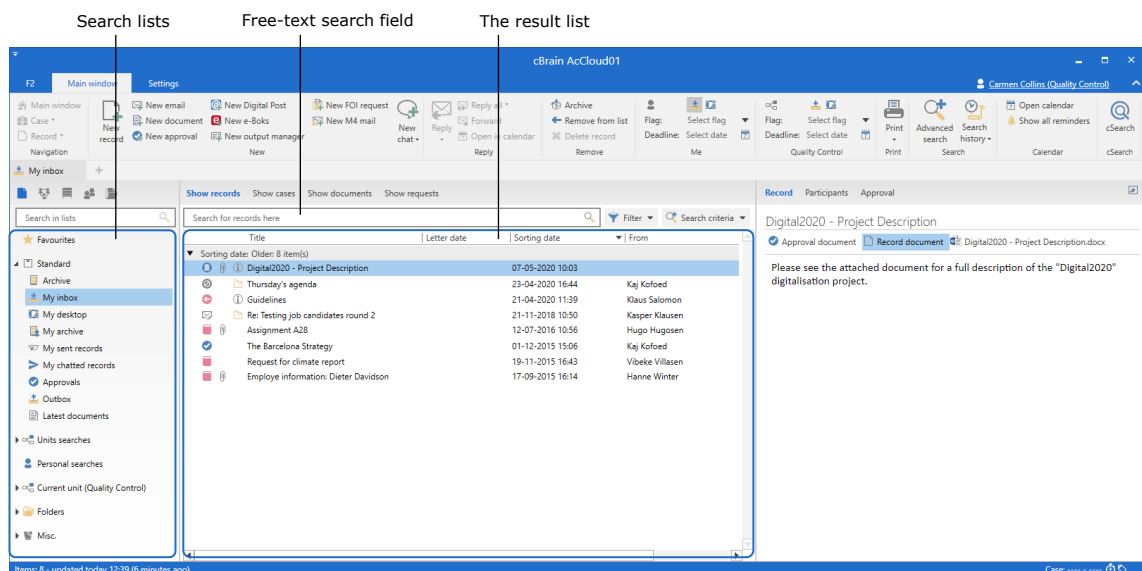 Search lists Free-text search field The result list
cBrain AcCloud01
F2 Main window Settings Carmen Collins (Quality Control)
Main window New email New Digital Post New FOI request Reply all Archive Open calendar
Case New document New e-Boks New M4 mail Forward Remove from list Flag: Select flag Flag: Select flag Show all reminders
Record New record New approval New output manager New chat Reply Open in calendar Delete record Deadline: Select date Deadline: Select date Print Advanced search Search history cSearch
Navigation New Reply Remove Me Quality Control Print Search Calendar cSearch
My inbox
Show records Show cases Show documents Show requests Record Participants Approval
Search in lists Search for records here Filter Search criteria Digital2020 - Project Description
Favourites Title Letter date Sorting date From Approval document Record document Digital2020 - Project Description.docx
Sorting date: Older: 8 item(s)
Standard Digital2020 - Project Description 07-05-2020 10:03 Please see the attached document for a full description of the "Digital2020"
Archive Thursday's agenda 23-04-2020 16:44 Kaj Kofoed digitalisation project.
My inbox Guidelines 21-04-2020 11:39 Klaus Salomon
My desktop Re: Testing job candidates round 2 21-11-2018 10:50 Kasper Klausen
My archive Assignment A28 12-07-2016 10:56 Hugo Hugosen
My sent records The Barcelona Strategy 01-12-2015 15:06 Kaj Kofoed
My chatted records Request for climate report 19-11-2015 16:43 Vibeke Villasen
Approvals Employe information: Dieter Davidson 17-09-2015 16:14 Hanne Winter
Outbox
Latest documents
Units searches
Personal searches
Current unit (Quality Control)
Folders
Misc.
Items: 8 - updated today 12:39 (6 minutes ago) Case: ---- - ----